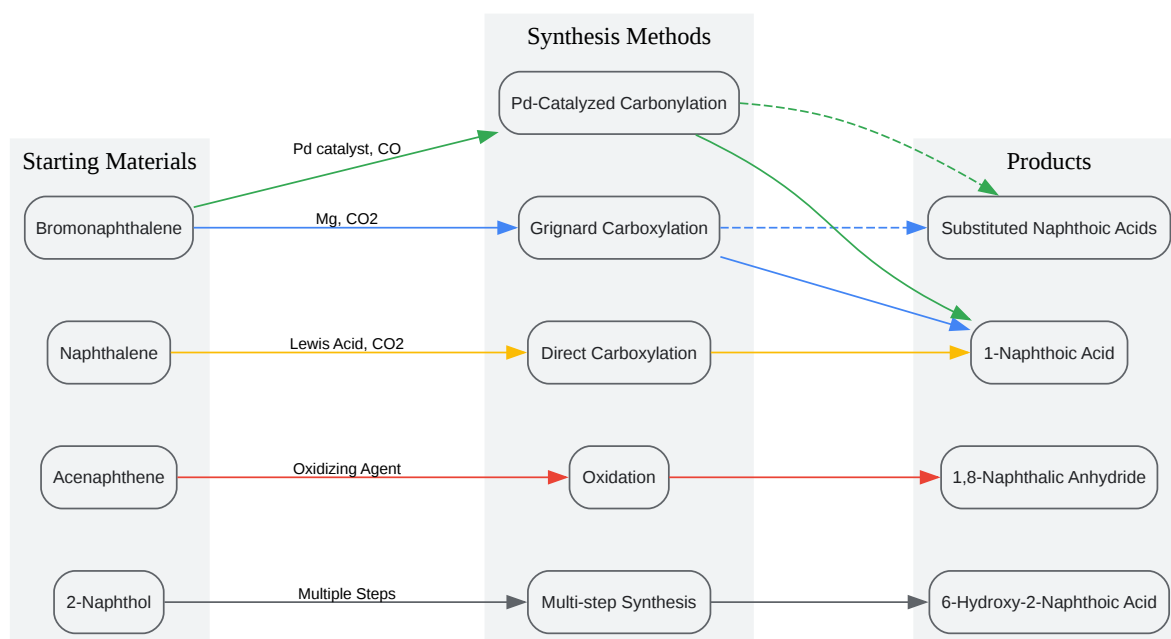 Synthesis Methods
Pd-Catalyzed Carbonylation
Starting Materials
Pd catalyst, CO
Products
Bromonaphthalene
Mg, CO2
Grignard Carboxylation
Substituted Naphthoic Acids
Naphthalene
Lewis Acid, CO2
Direct Carboxylation
1-Naphthoic Acid
Acenaphthene
Oxidizing Agent
Oxidation
1,8-Naphthalic Anhydride
2-Naphthol
Multiple Steps
Multi-step Synthesis
6-Hydroxy-2-Naphthoic Acid